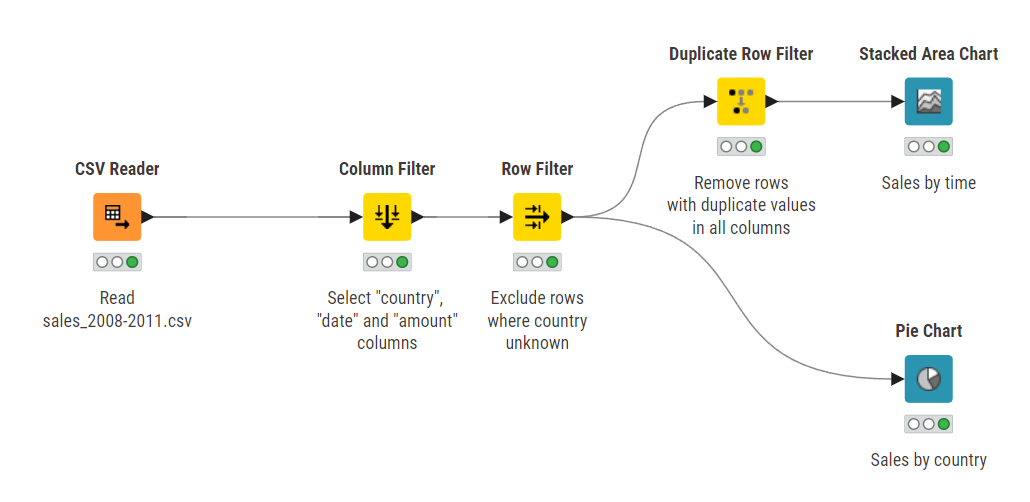 Duplicate Row Filter
Stacked Area Chart
Remove rows
with duplicate values
in all columns
Sales by time
CSV Reader
Column Filter
Row Filter
Read
sales_2008-2011.csv
Select "country",
"date" and "amount"
columns
Exclude rows
where country
unknown
Pie Chart
Sales by country